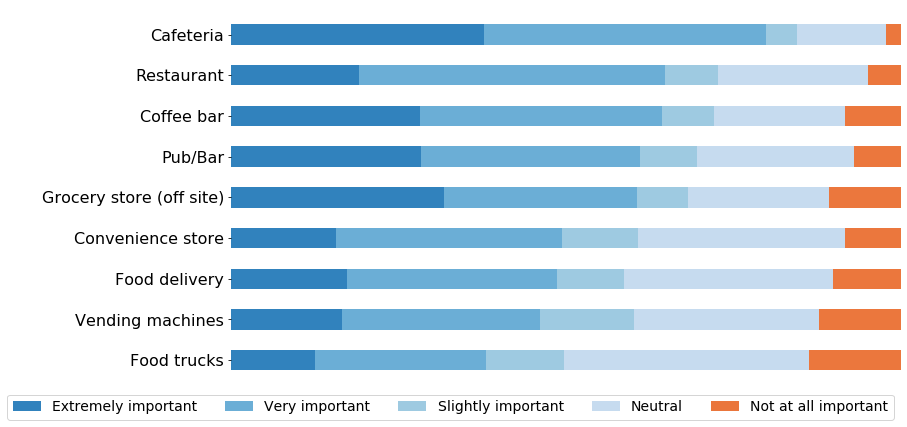 Cafeteria
Restaurant
Coffee bar
Pub/Bar
Grocery store (off site)
Convenience store
Food delivery
Vending machines
Food trucks
Extremely important Very important Slightly important Neutral Not at all important